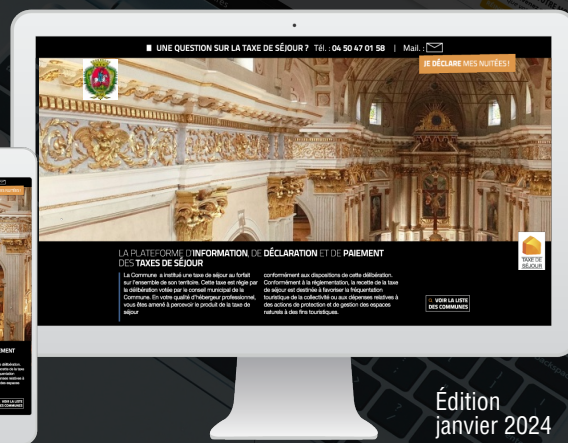 UNE QUESTION SUR LA TAXE DE SÉJOUR ? Tél. : 04 50 47 01 58 | Mail. :
JE DÉCLARE MES NUITÉES !
LA PLATEFORME D'INFORMATION, DE DÉCLARATION ET DE PAIEMENT
DES TAXES DE SÉJOUR
La Commune a institué une taxe de séjour au forfait
sur l'ensemble de son territoire. Cette taxe est régie par
la délibération votée par le conseil municipal de la
Commune. En votre qualité d'hébergeur professionnel,
vous êtes amené à percevoir le produit de la taxe de
séjour
conformément aux dispositions de cette délibération.
Conformément à la réglementation, la recette de la taxe
de séjour est destinée à favoriser la fréquentation
touristique de la collectivité ou aux dépenses relatives à
des actions de protection et de gestion des espaces
naturels à des fins touristiques.
TAXE DE
SÉJOUR
VOIR LA LISTE
DES COMMUNES
VOIR LA LISTE
DES COMMUNES
Édition
janvier 2024